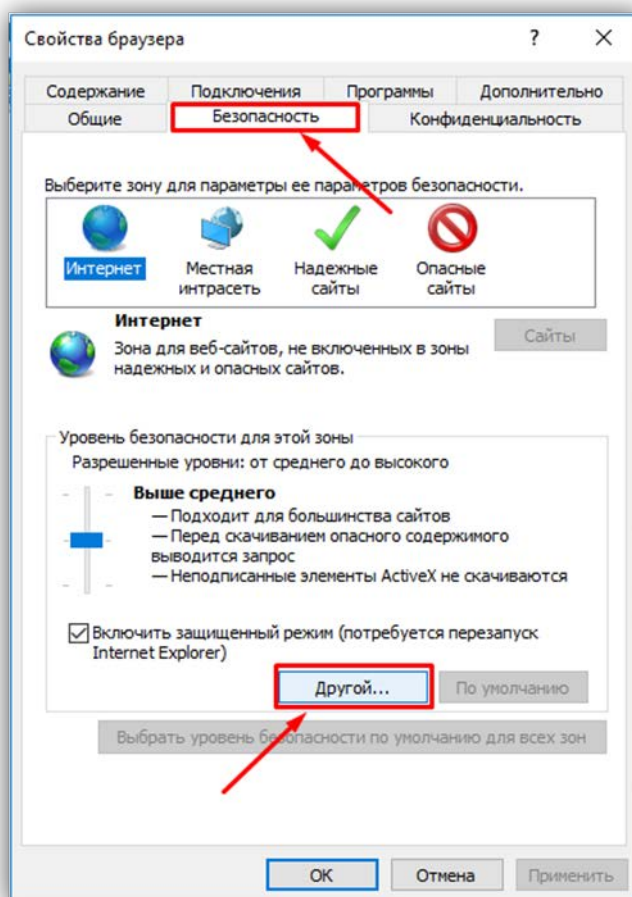 Свойства браузера
?
Содержание Подключения Программы Дополнительно
Общие Безопасность Конфиденциальность
Выберите зону для параметры ее параметров безопасности.
Интернет
Местная
интрасеть
Надежные
сайты
Опасные
сайты
Интернет
Сайты
Зона для веб-сайтов, не включенных в зоны
надежных и опасных сайтов.
Уровень безопасности для этой зоны
Разрешенные уровни: от среднего до высокого
Выше среднего
— Подходит для большинства сайтов
— Перед скачиванием опасного содержимого
выводится запрос
— Неподписанные элементы ActiveX не скачиваются
Включить защищенный режим (потребуется перезапуск
Internet Explorer)
Другой... По умолчанию
Выбрать уровень безопасности по умолчанию для всех зон
ОК Отмена Применить